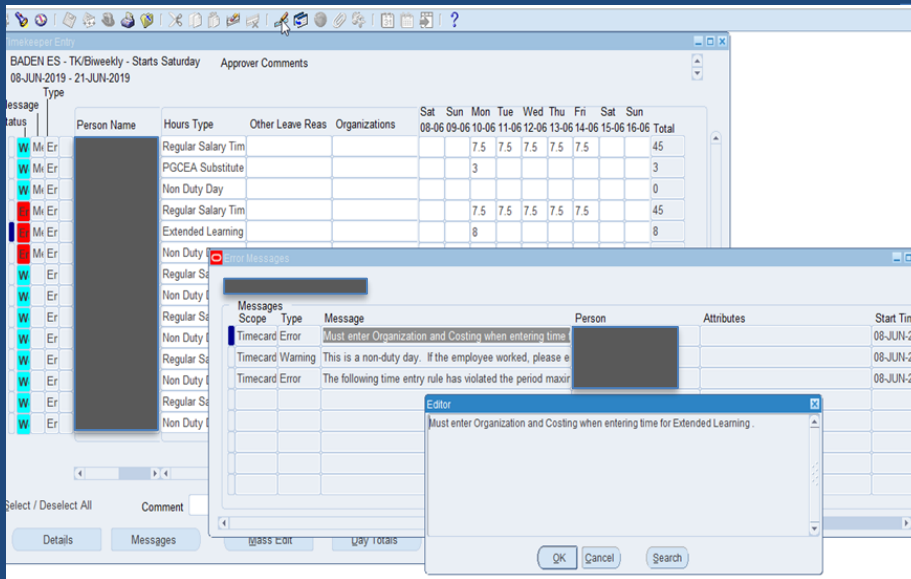 Timekeeper Entry
BADEN ES - TK/Biweekly - Starts Saturday Approver Comments
08-JUN-2019 - 21-JUN-2019
Type
Message
Status
Sat Sun Mon Tue Wed Thu Fri Sat Sun
Person Name Hours Type Other Leave Reas Organizations 08-06 09-06 10-06 11-06 12-06 13-06 14-06 15-06 16-06 Total
W Me Er Regular Salary Tim 7.5 7.5 7.5 7.5 7.5 45
W Me Er PGCEA Substitute 3 3
W Me Er Non Duty Day 0
Er Me Er Regular Salary Tim 7.5 7.5 7.5 7.5 7.5 45
Er Me Er Extended Learning 8 8
Er Me Er Non Duty D
W Er Regular Sa
W Er Non Duty D
W Er Regular Sa
W Er Non Duty D
W Er Regular Sa
W Er Non Duty D
W Er Regular Sa
W Er Non Duty D
Select / Deselect All Comment
Details Messages Mass Edit Day Totals
Error Messages
Messages
Scope Type Message Person Attributes Start Tim
Timecard Error Must enter Organization and Costing when entering time f 08-JUN-2
Timecard Warning This is a non-duty day. If the employee worked, please e 08-JUN-2
Timecard Error The following time entry rule has violated the period maxir 08-JUN-2
Editor
Must enter Organization and Costing when entering time for Extended Learning .
OK Cancel Search